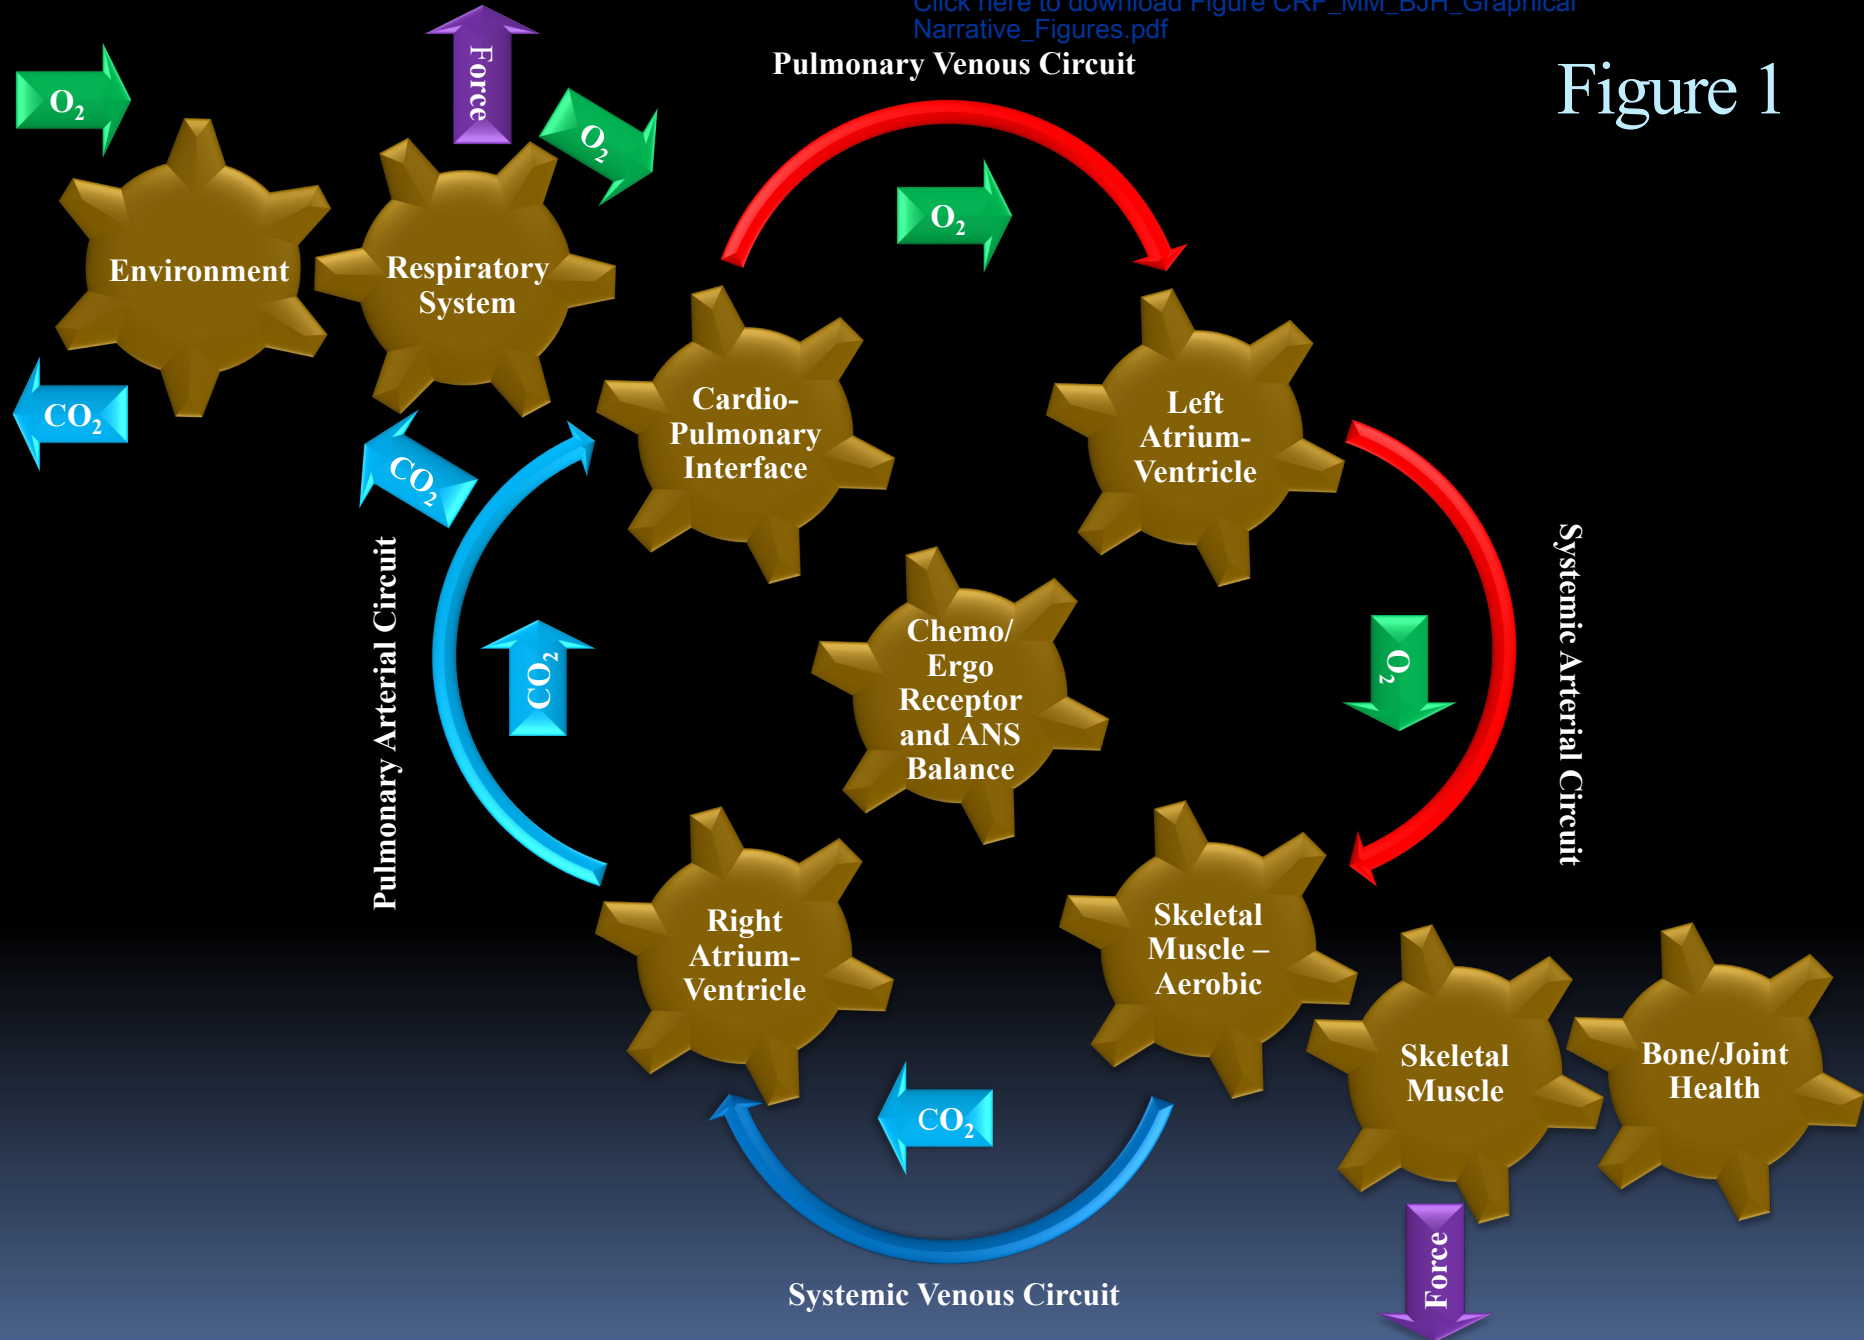 Click here to download Figure CRF_MM_BJH_Graphical
Narrative_Figures.pdf
Figure 1
Pulmonary Venous Circuit
O2
Force
O2
O2
Environment
Respiratory
System
CO2
CO2
Cardio-
Pulmonary
Interface
Left
Atrium-
Ventricle
Pulmonary Arterial Circuit
CO2
Chemo/
Ergo
Receptor
and ANS
Balance
O2
Systemic Arterial Circuit
Right
Atrium-
Ventricle
Skeletal
Muscle –
Aerobic
Skeletal
Muscle
Bone/Joint
Health
CO2
Force
Systemic Venous Circuit